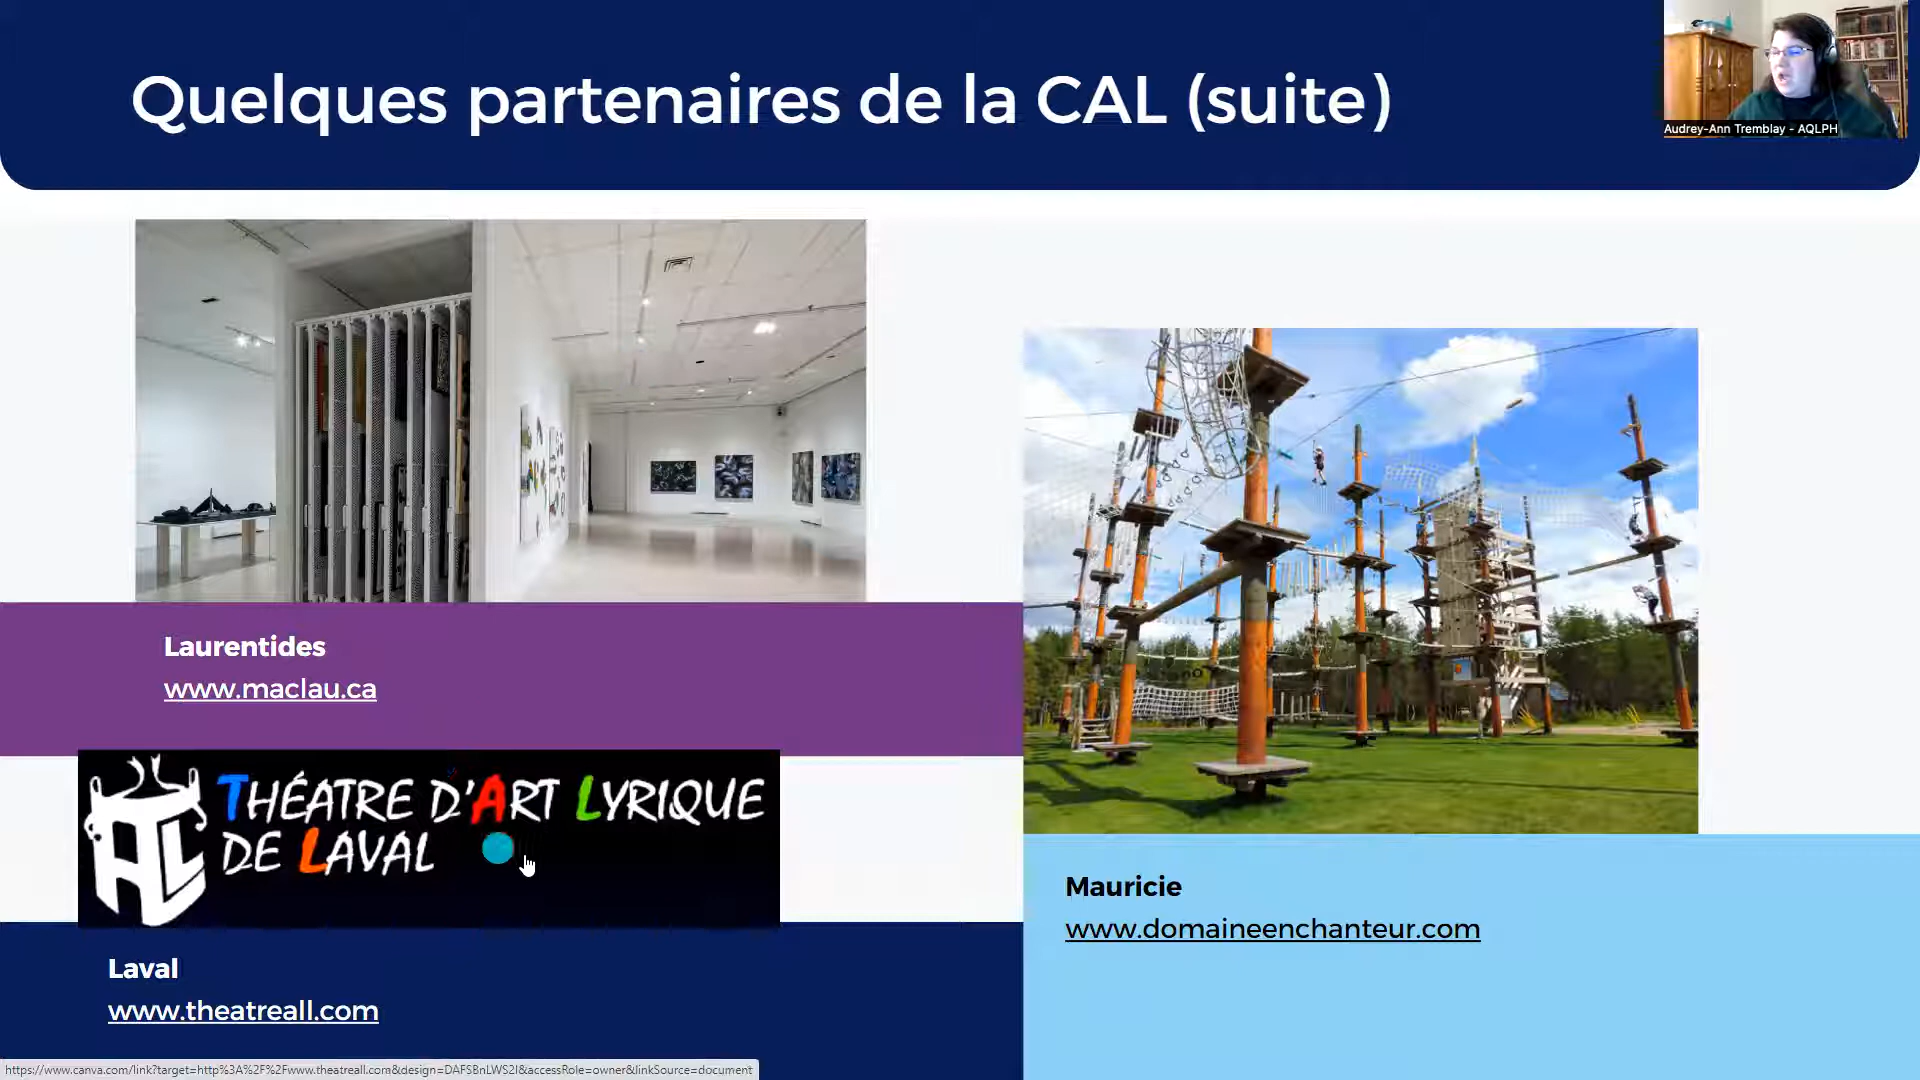 Quelques partenaires de la CAL (suite)
Audrey-Ann Tremblay - AQLPH
Laurentides
www.maclau.ca
THÉATRE D'ART LYRIQUE
DE LAVAL
Laval
www.theatreall.com
Mauricie
www.domaineenchanteur.com
https://www.canva.com/link?target=http%3A%2F%2Fwww.theatreall.com&design=DAFSBnLWS2I&accessRole=owner&linkSource=document